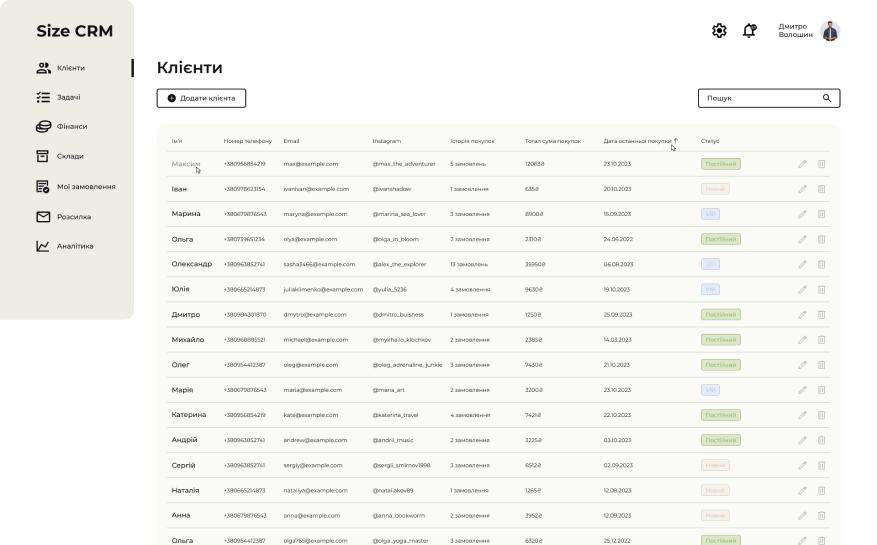 Size CRM
Дмитро
Волошин
Клієнти
Задачі
Фінанси
Склади
Мої замовлення
Розсилка
Аналітика
Клієнти
Додати клієнта
Пошук
Ім'я Номер телефону Email Instagram Історія покупок Тотал сума покупок Дата останньої покупки Статус
Максим +380956854219 max@example.com @max_the_adventurer 5 замовлень 12063₴ 23.10.2023 Постійний
Іван +380978623154 ivanivan@example.com @ivanshadow 1 замовлення 635₴ 20.10.2023 Новий
Марина +380679876543 maryna@example.com @marina_sea_lover 3 замовлення 8900₴ 15.09.2023 VIP
Ольга +380739651234 olya@example.com @olga_in_bloom 2 замовлення 2310₴ 24.06.2022 Постійний
Олександр +380963852741 sasha3466@example.com @alex_the_explorer 13 замовлень 35950₴ 06.08.2023 VIP
Юлія +380665214873 juliaklimenko@example.com @yulia_5236 4 замовлення 9630₴ 19.10.2023 VIP
Дмитро +380984301870 dmytro@example.com @dmitro_buisness 1 замовлення 1250₴ 25.09.2023 Постійний
Михайло +380968885521 michael@example.com @mykhailo_klochkov 2 замовлення 2385₴ 14.03.2023 Постійний
Олег +380954412387 oleg@example.com @oleg_adrenaline_junkie 3 замовлення 7430₴ 21.10.2023 Постійний
Марія +380679876543 maria@example.com @maria_art 2 замовлення 3200₴ 23.10.2023 VIP
Катерина +380956854219 kate@example.com @katerina_travel 4 замовлення 7421₴ 22.10.2023 Постійний
Андрій +380963852741 andrew@example.com @andrii_music 2 замовлення 3225₴ 03.10.2023 Постійний
Сергій +380963852741 sergiy@example.com @sergii_smirnov1998 3 замовлення 8512₴ 02.09.2023 Новий
Наталія +380665214873 nataliya@example.com @nataliakov89 1 замовлення 1265₴ 12.08.2023 Новий
Анна +380679876543 anna@example.com @anna_bookworm 2 замовлення 3952₴ 12.09.2023 Новий
Ольга +380954412387 olga765@example.com @olga_yoga_master 3 замовлення 6320₴ 25.12.2022 Постійний